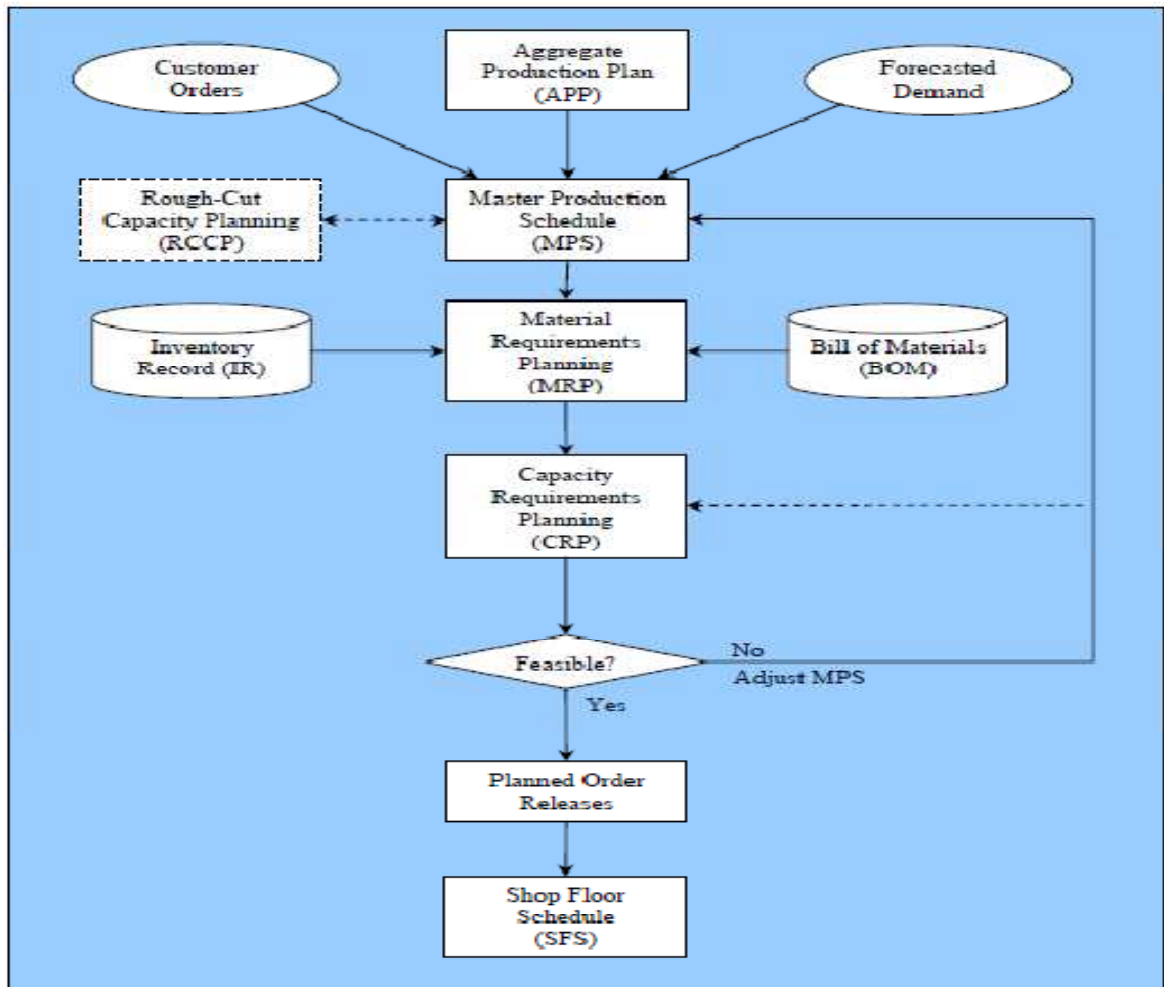 Customer
Orders
Aggregate
Production Plan
(APP)
Forecasted
Demand
Rough-Cut
Capacity Planning
(RCCP)
Master Production
Schedule
(MPS)
Inventory
Record (IR)
Material
Requirements
Planning
(MRP)
Bill of Materials
(BOM)
Capacity
Requirements
Planning
(CRP)
Feasible?
No
Adjust MPS
Yes
Planned Order
Releases
Shop Floor
Schedule
(SFS)